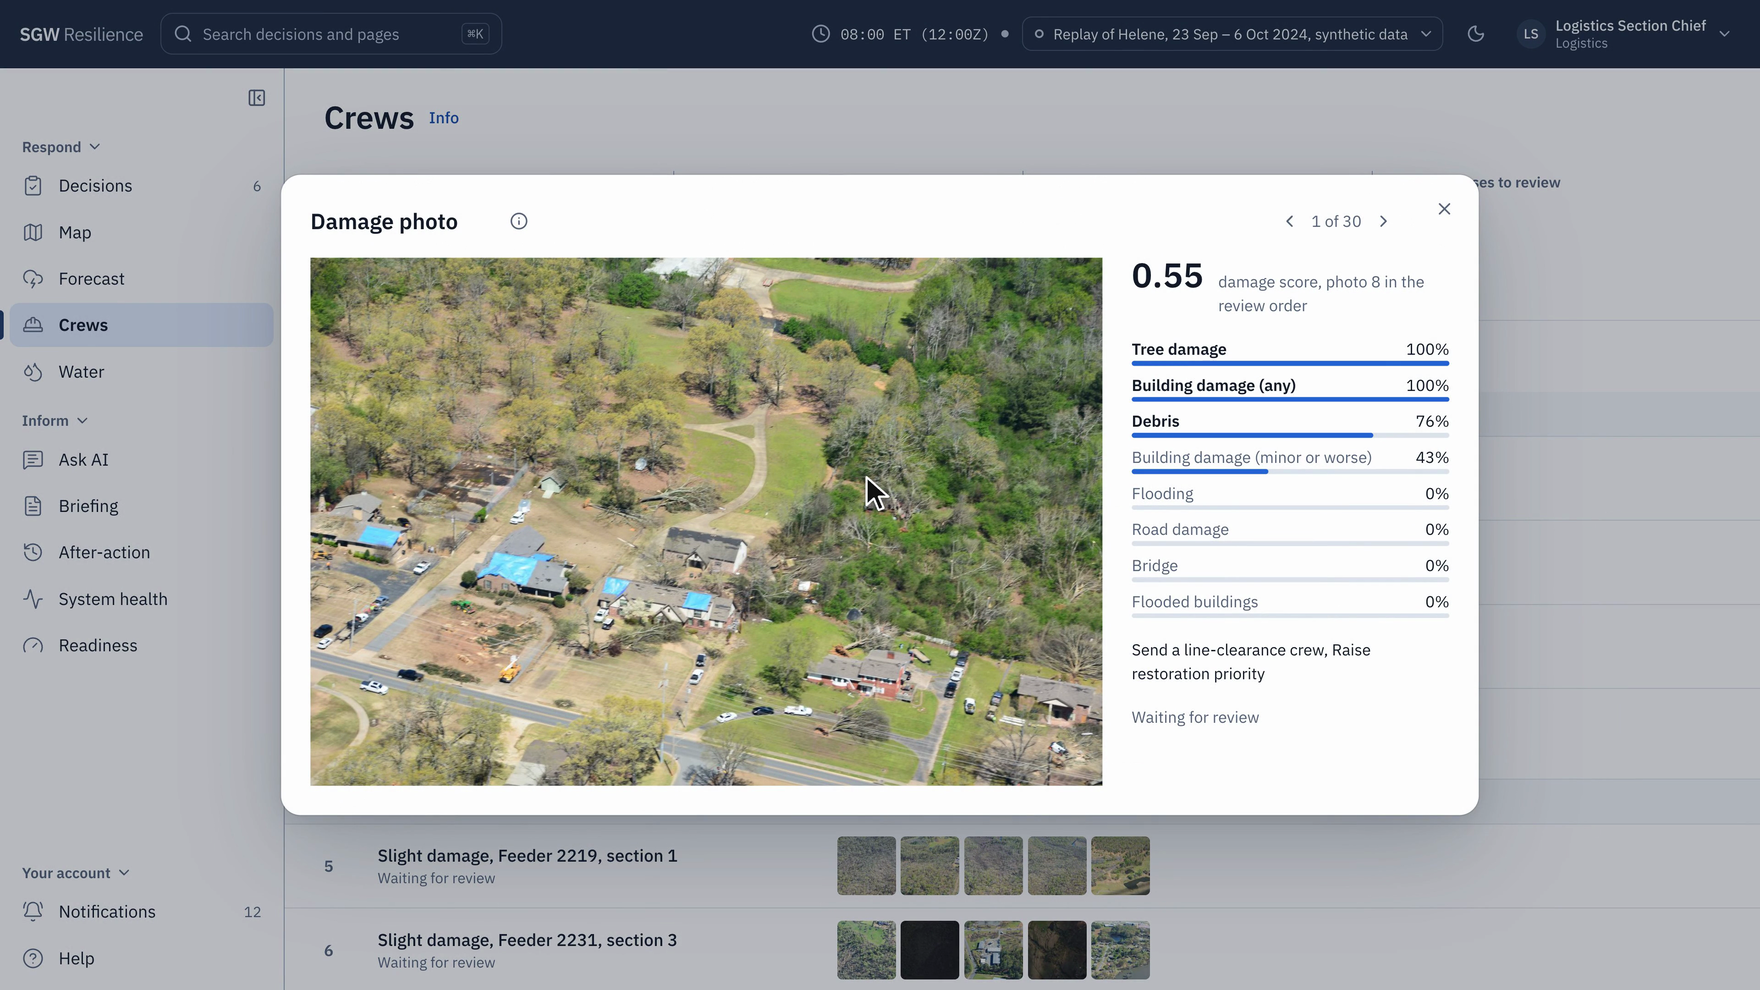 SGW Resilience
Search decisions and pages
⌘K
08:00 ET (12:00Z)
Replay of Helene, 23 Sep – 6 Oct 2024, synthetic data
LS
Logistics Section Chief
Logistics
Respond
Decisions 6
Map
Forecast
Crews
Water
Inform
Ask AI
Briefing
After-action
System health
Readiness
Your account
Notifications 12
Help
Crews Info
to review
Damage photo
1 of 30
0.55 damage score, photo 8 in the
review order
Tree damage 100%
Building damage (any) 100%
Debris 76%
Building damage (minor or worse) 43%
Flooding 0%
Road damage 0%
Bridge 0%
Flooded buildings 0%
Send a line-clearance crew, Raise
restoration priority
Waiting for review
5 Slight damage, Feeder 2219, section 1
Waiting for review
6 Slight damage, Feeder 2231, section 3
Waiting for review